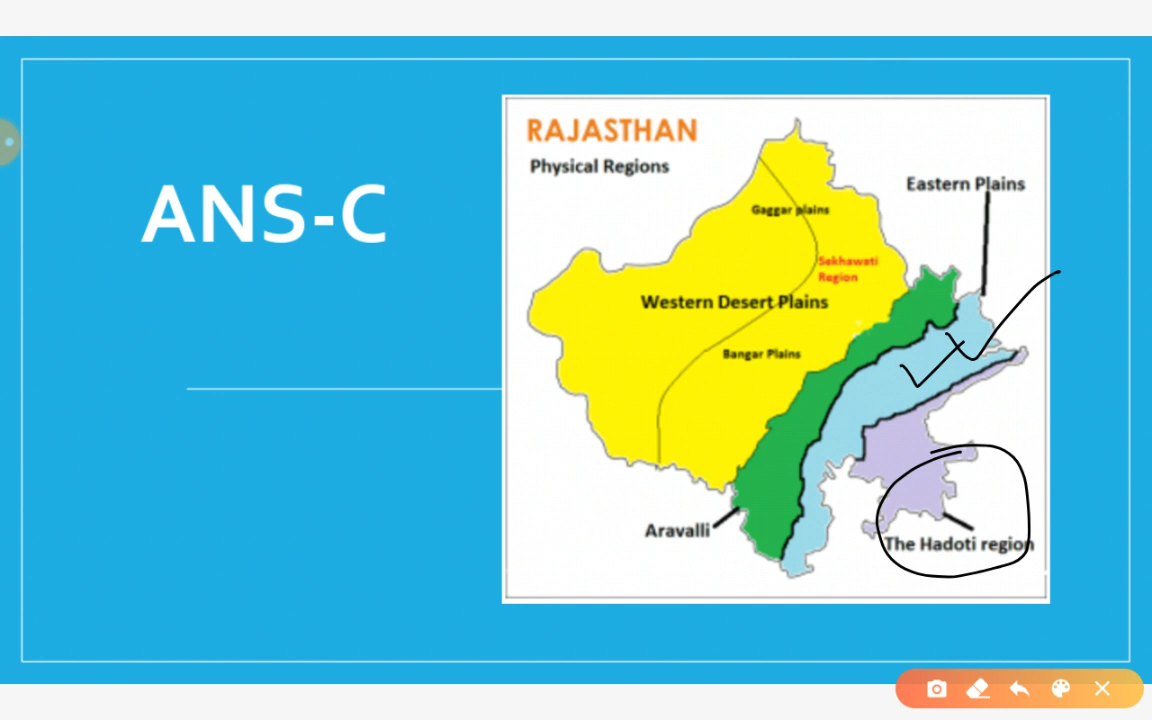 ANS-C
RAJASTHAN
Physical Regions
Eastern Plains
Gaggar plains
Sekhawati
Region
Western Desert Plains
Bangar Plains
Aravalli
The Hadoti region